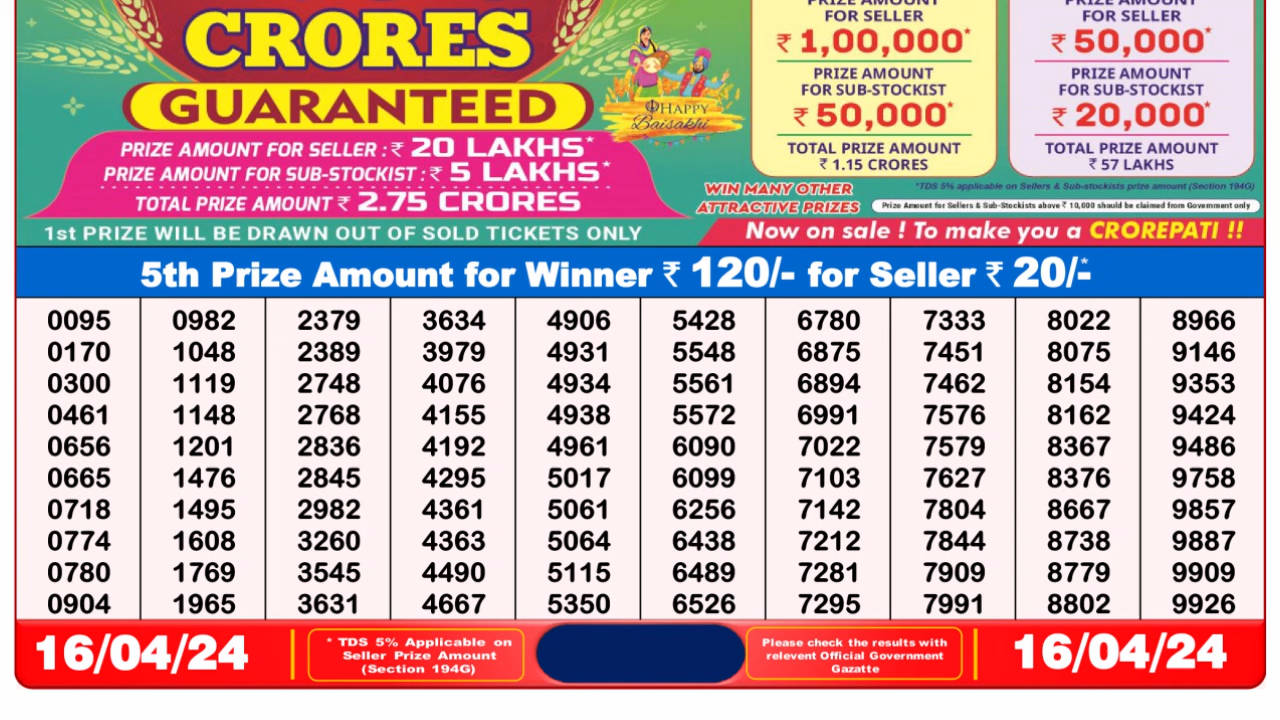 CRORES
GUARANTEED
PRIZE AMOUNT FOR SELLER : ₹ 20 LAKHS*
PRIZE AMOUNT FOR SUB-STOCKIST : ₹ 5 LAKHS*
TOTAL PRIZE AMOUNT ₹ 2.75 CRORES
1st PRIZE WILL BE DRAWN OUT OF SOLD TICKETS ONLY
HAPPY
Baisakhi
PRIZE AMOUNT
FOR SELLER
₹ 1,00,000*
PRIZE AMOUNT
FOR SUB-STOCKIST
₹ 50,000*
TOTAL PRIZE AMOUNT
₹ 1.15 CRORES
PRIZE AMOUNT
FOR SELLER
₹ 50,000*
PRIZE AMOUNT
FOR SUB-STOCKIST
₹ 20,000*
TOTAL PRIZE AMOUNT
₹ 57 LAKHS
WIN MANY OTHER
ATTRACTIVE PRIZES
*TDS 5% applicable on Sellers & Sub-stockists prize amount (Section 194G)
Prize Amount for Sellers & Sub-Stockists above ₹ 10,000 should be claimed from Government only
Now on sale ! To make you a CROREPATI !!
5th Prize Amount for Winner ₹ 120/- for Seller ₹ 20/-*
0095 0982 2379 3634 4906 5428 6780 7333 8022 8966
0170 1048 2389 3979 4931 5548 6875 7451 8075 9146
0300 1119 2748 4076 4934 5561 6894 7462 8154 9353
0461 1148 2768 4155 4938 5572 6991 7576 8162 9424
0656 1201 2836 4192 4961 6090 7022 7579 8367 9486
0665 1476 2845 4295 5017 6099 7103 7627 8376 9758
0718 1495 2982 4361 5061 6256 7142 7804 8667 9857
0774 1608 3260 4363 5064 6438 7212 7844 8738 9887
0780 1769 3545 4490 5115 6489 7281 7909 8779 9909
0904 1965 3631 4667 5350 6526 7295 7991 8802 9926
16/04/24
* TDS 5% Applicable on
Seller Prize Amount
(Section 194G)
Please check the results with
relevent Official Government
Gazatte
16/04/24